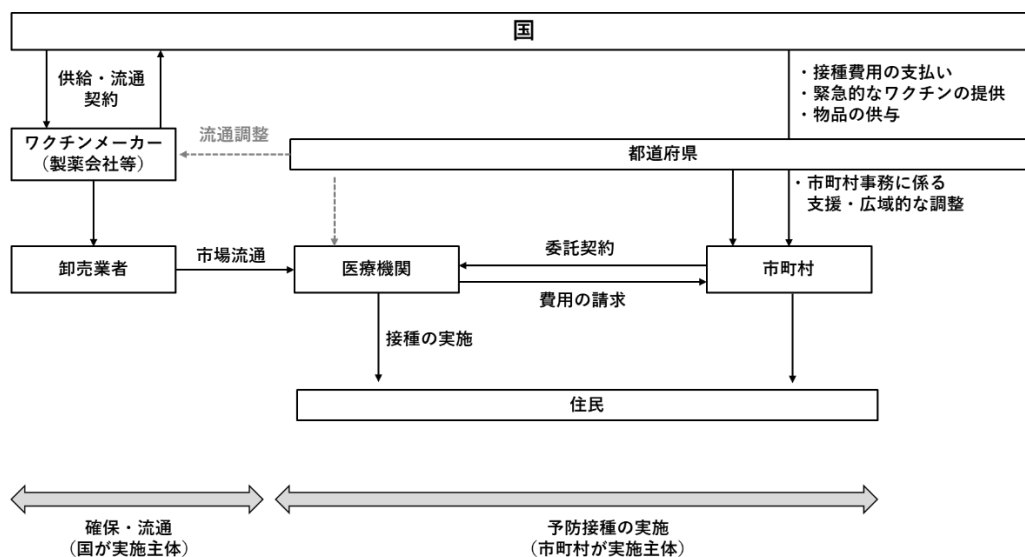 国
供給・流通
契約
・接種費用の支払い
・緊急的なワクチンの提供
・物品の供与
ワクチンメーカー
（製薬会社等）
流通調整
都道府県
・市町村事務に係る
支援・広域的な調整
卸売業者
市場流通
医療機関
委託契約
費用の請求
市町村
接種の実施
住民
確保・流通
（国が実施主体）
予防接種の実施
（市町村が実施主体）